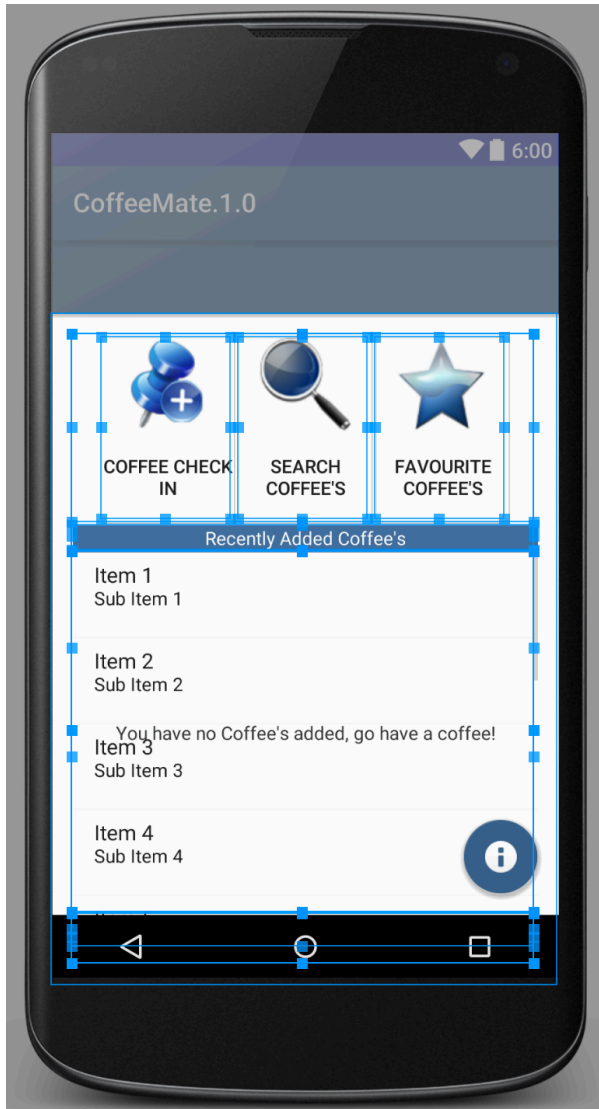 6:00
CoffeeMate.1.0
COFFEE CHECK
IN
SEARCH
COFFEE'S
FAVOURITE
COFFEE'S
Recently Added Coffee's
Item 1
Sub Item 1
Item 2
Sub Item 2
You have no Coffee's added, go have a coffee!
Item 3
Sub Item 3
Item 4
Sub Item 4